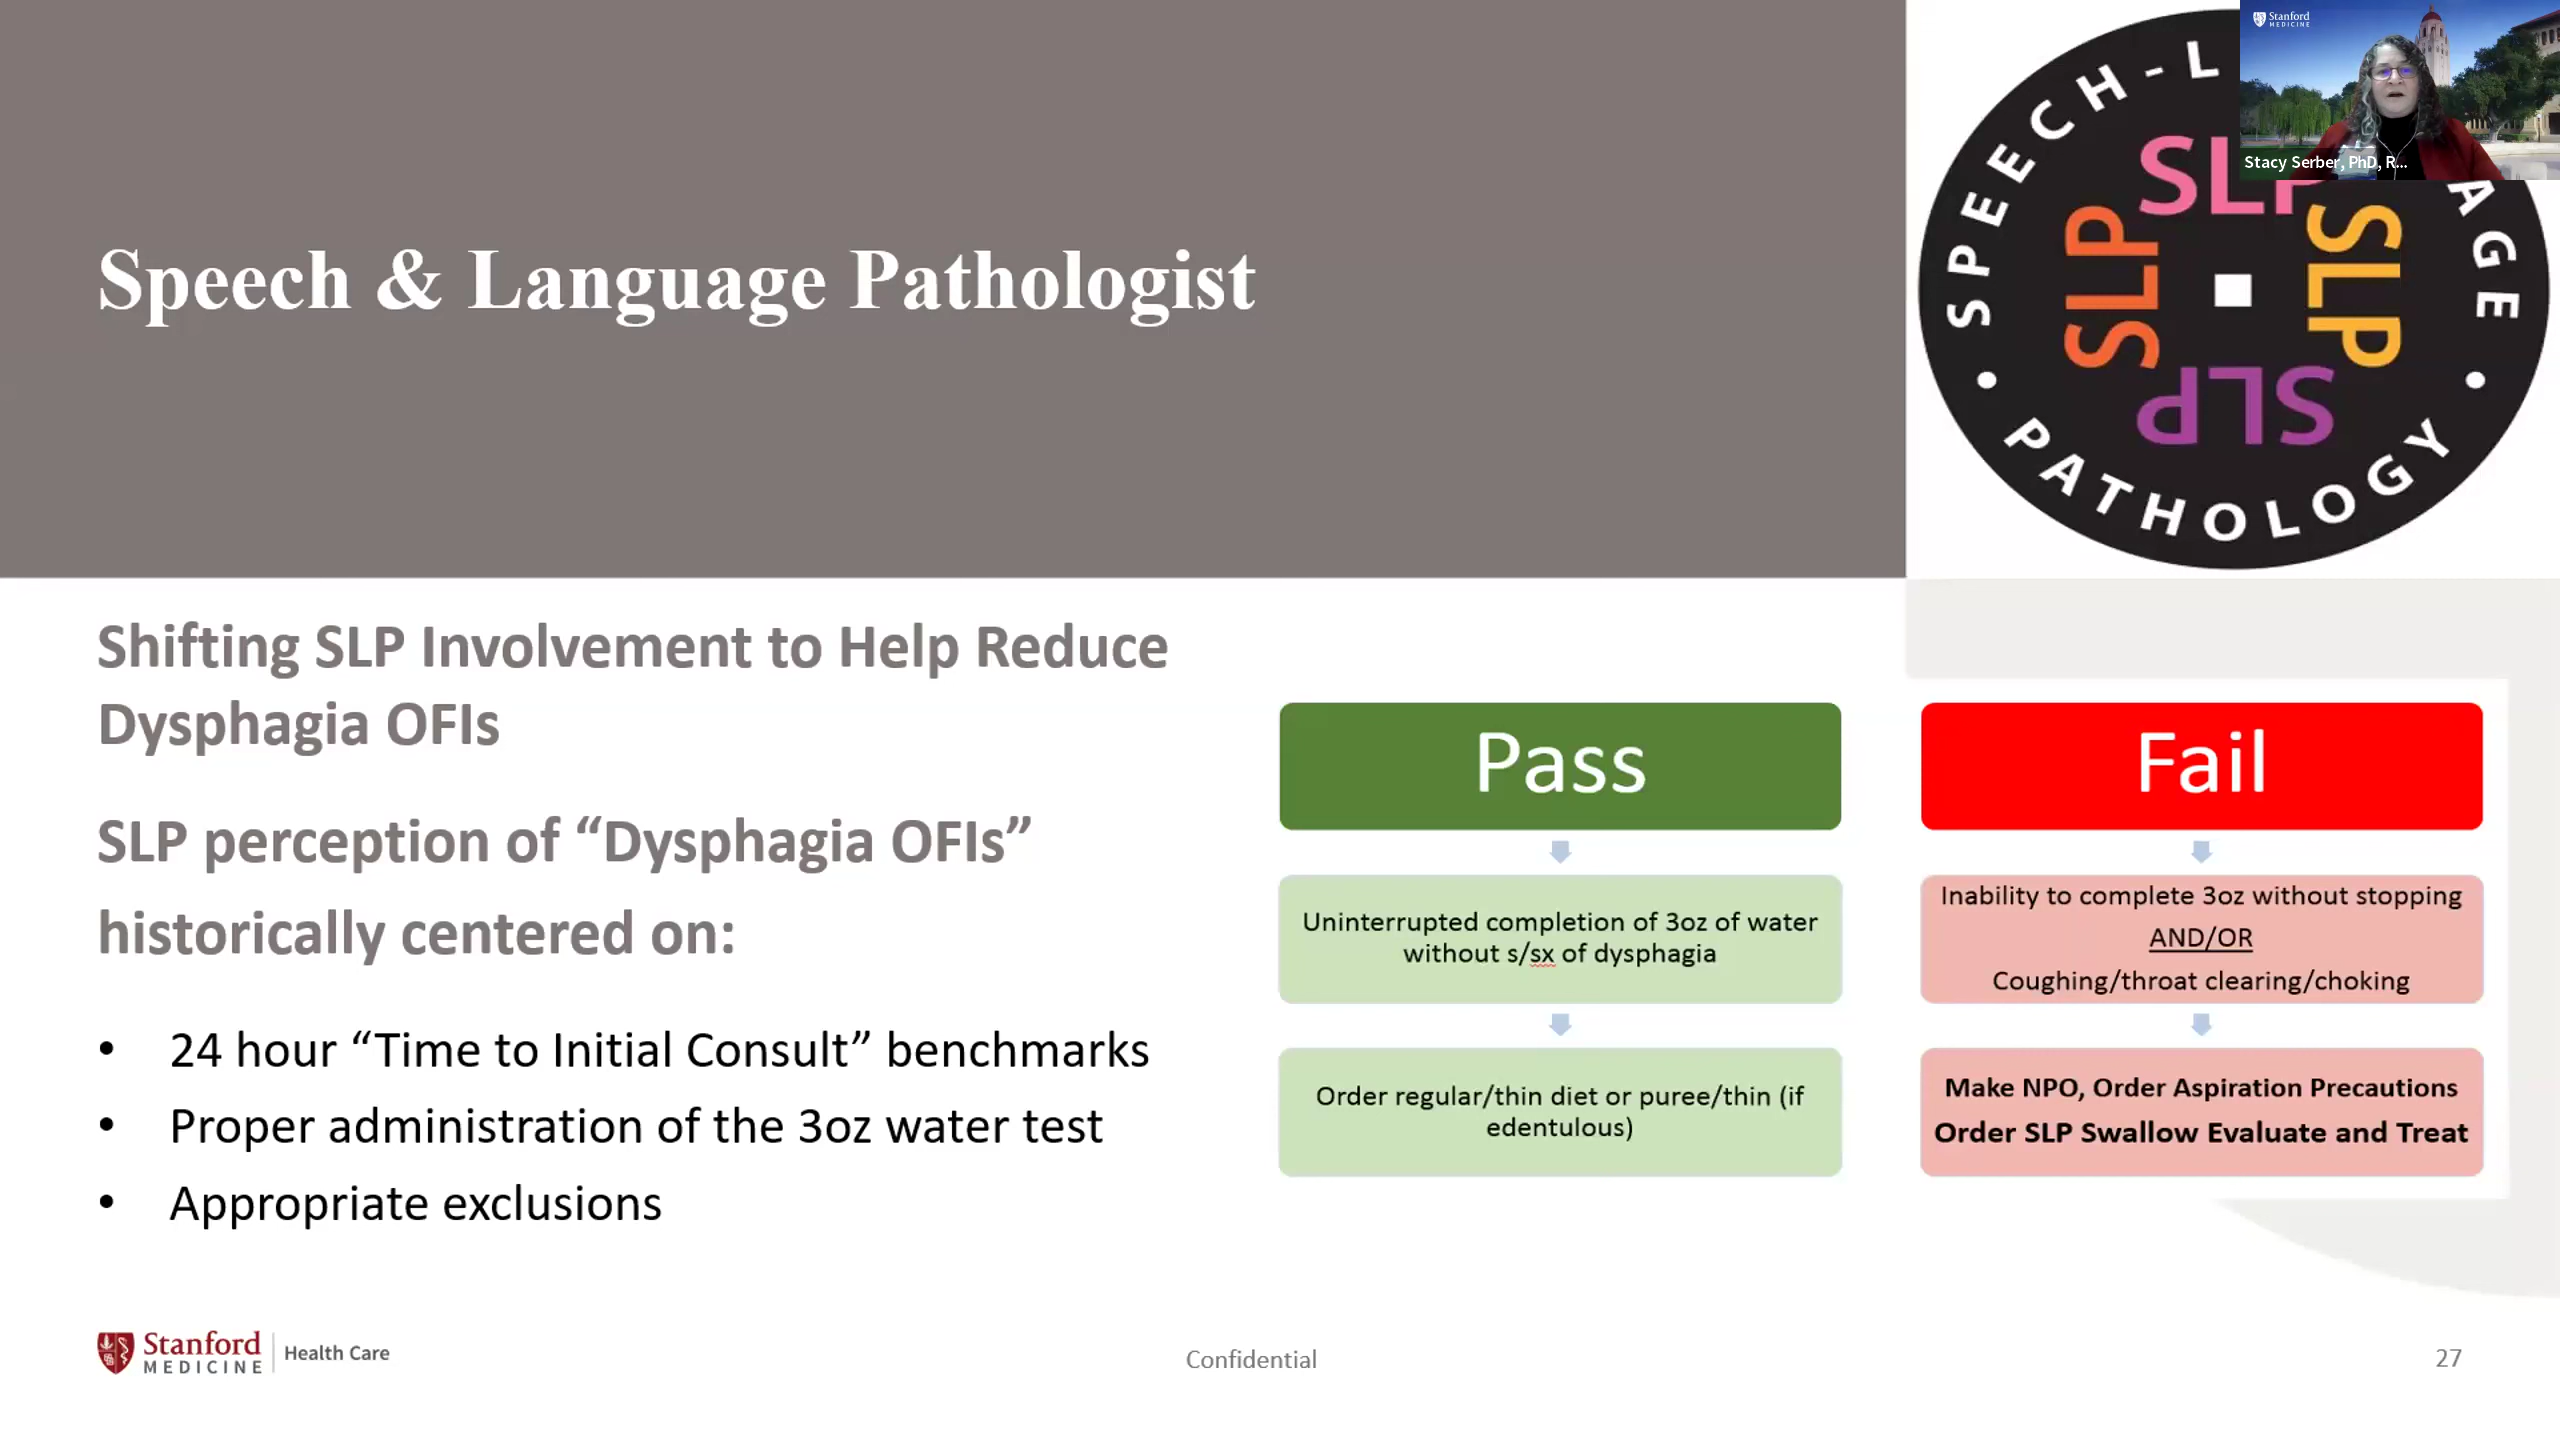 Stanford
MEDICINE
Stacy Serber, PhD, R...
SPEECH-L
AGE
• PATHOLOGY •
SLP
SLP
SLP
SLP
Speech & Language Pathologist
Shifting SLP Involvement to Help Reduce
Dysphagia OFIs
SLP perception of “Dysphagia OFIs”
historically centered on:
• 24 hour “Time to Initial Consult” benchmarks
• Proper administration of the 3oz water test
• Appropriate exclusions
Pass
Uninterrupted completion of 3oz of water
without s/sx of dysphagia
Order regular/thin diet or puree/thin (if
edentulous)
Fail
Inability to complete 3oz without stopping
AND/OR
Coughing/throat clearing/choking
Make NPO, Order Aspiration Precautions
Order SLP Swallow Evaluate and Treat
Stanford
MEDICINE
Health Care
Confidential
27